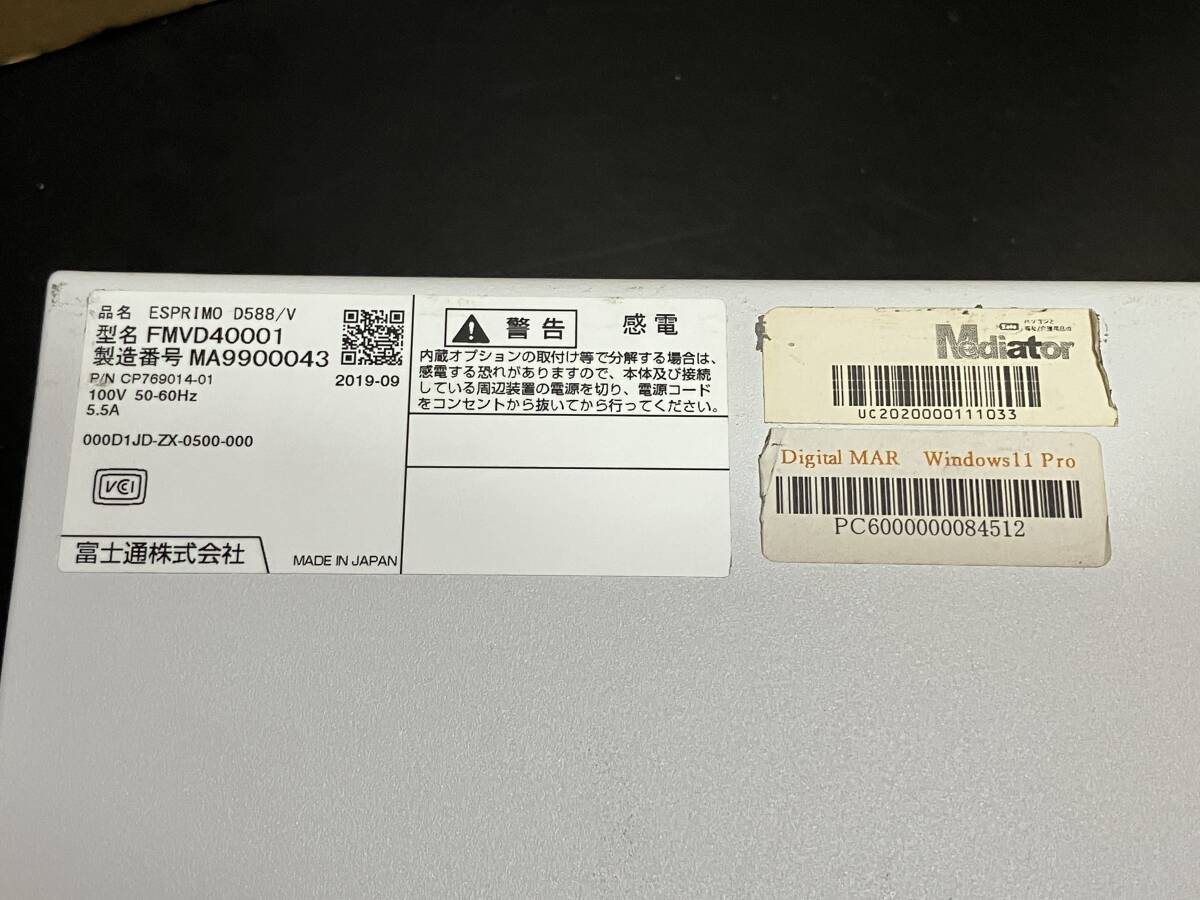 品名 ESPRIMO D588/V
型名 FMVD40001
製造番号 MA9900043
P/N CP769014-01
2019-09
100V 50-60Hz
5.5A
000D1JD-ZX-0500-000
VCI
富士通株式会社
MADE IN JAPAN
警告 感電
内蔵オプションの取付け等で分解する場合は、
感電する恐れがありますので、本体及び接続
している周辺装置の電源を切り、電源コード
をコンセントから抜いてから行ってください。
パソコンと
Mediator
UC2020000111033
Digital MAR Windows11 Pro
PC6000000084512